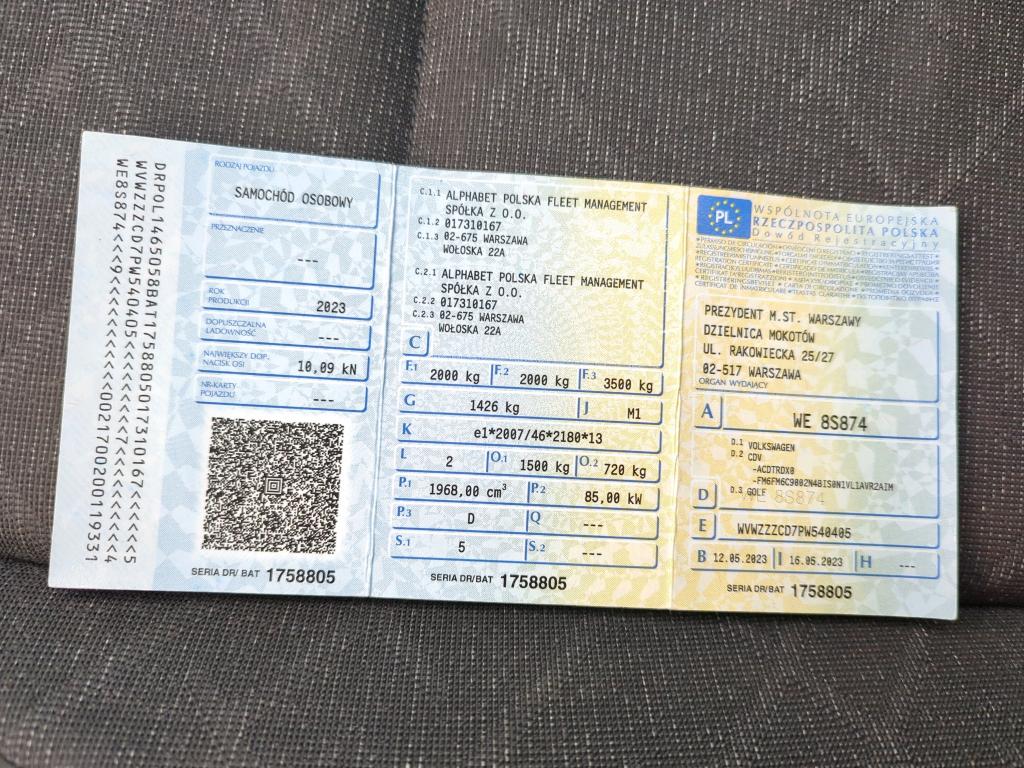 DRPOL1465058BAT1758805017310167<<<<<<<5
WVWZZZCD7PW540405<<<<<<<<<<<7<<<<<<<<<4
WE8S874<<9<<<<<<<<<<<0021700200119331
RODZAJ POJAZDU
SAMOCHÓD OSOBOWY
PRZEZNACZENIE
---
ROK
PRODUKCJI
2023
DOPUSZCZALNA
ŁADOWNOŚĆ
---
NAJWIĘKSZY DOP.
NACISK OSI
10,09 kN
NR-KARTY
POJAZDU
---
SERIA DR/ BAT 1758805
C.1.1 ALPHABET POLSKA FLEET MANAGEMENT
SPÓŁKA Z O.O.
C.1.2 017310167
C.1.3 02-675 WARSZAWA
WOŁOSKA 22A
C.2.1 ALPHABET POLSKA FLEET MANAGEMENT
SPÓŁKA Z O.O.
C.2.2 017310167
C.2.3 02-675 WARSZAWA
WOŁOSKA 22A
C
F.1 2000 kg F.2 2000 kg F.3 3500 kg
G 1426 kg J M1
K e1*2007/46*2180*13
L 2 O.1 1500 kg O.2 720 kg
P.1 1968,00 cm³ P.2 85,00 kW
P.3 D Q ---
S.1 5 S.2 ---
SERIA DR/ BAT 1758805
PL
WSPÓLNOTA EUROPEJSKA
RZECZPOSPOLITA POLSKA
Dowód Rejestracyjny
PREZYDENT M.ST. WARSZAWY
DZIELNICA MOKOTÓW
UL. RAKOWIECKA 25/27
02-517 WARSZAWA
ORGAN WYDAJĄCY
A WE 8S874
D.1 VOLKSWAGEN
D.2 CDV
-ACDTRDX0
-FM6FM6C9002N4BIS0N1VL1AVR2AIM
D D.3 GOLF
WE 8S874
E WVWZZZCD7PW540405
B 12.05.2023 I 16.05.2023 H ---
SERIA DR/ BAT 1758805